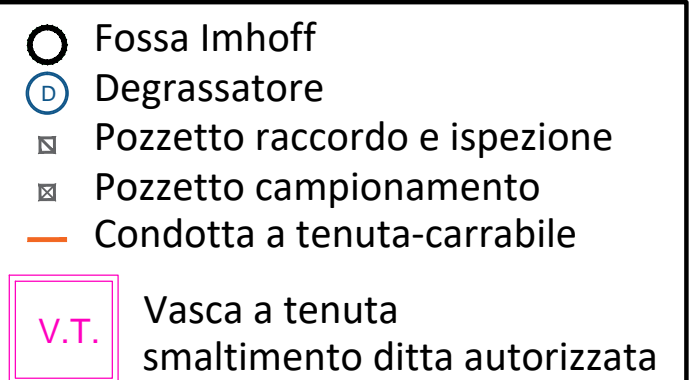 Fossa Imhoff
D Degrassatore
Pozzetto raccordo e ispezione
Pozzetto campionamento
Condotta a tenuta-carrabile
V.T. Vasca a tenuta
smaltimento ditta autorizzata